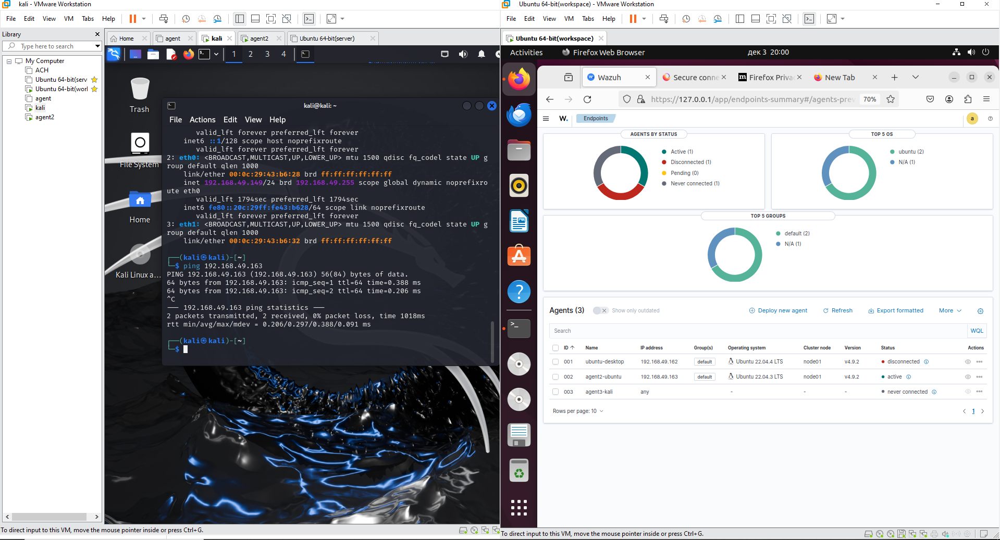 kali - VMware Workstation
File Edit View VM Tabs Help
Library
Type here to search
My Computer
ACH
Ubuntu 64-bit(serv
Ubuntu 64-bit(worl
agent
kali
agent2
Home
agent
kali
agent2
Ubuntu 64-bit(server)
1 2 3 4
Trash
File System
Home
Kali Linux a...
kali@kali: ~
File Actions Edit View Help
valid_lft forever preferred_lft forever
inet6 ::1/128 scope host noprefixroute
valid_lft forever preferred_lft forever
2: eth0: <BROADCAST,MULTICAST,UP,LOWER_UP> mtu 1500 qdisc fq_codel state UP g
roup default qlen 1000
link/ether 00:0c:29:43:b6:28 brd ff:ff:ff:ff:ff:ff
inet 192.168.49.149/24 brd 192.168.49.255 scope global dynamic noprefixro
ute eth0
valid_lft 1794sec preferred_lft 1794sec
inet6 fe80::20c:29ff:fe43:b628/64 scope link noprefixroute
valid_lft forever preferred_lft forever
3: eth1: <BROADCAST,MULTICAST,UP,LOWER_UP> mtu 1500 qdisc fq_codel state UP g
roup default qlen 1000
link/ether 00:0c:29:43:b6:32 brd ff:ff:ff:ff:ff:ff
┌──(kali㉿kali)-[~]
└─$ ping 192.168.49.163
PING 192.168.49.163 (192.168.49.163) 56(84) bytes of data.
64 bytes from 192.168.49.163: icmp_seq=1 ttl=64 time=0.388 ms
64 bytes from 192.168.49.163: icmp_seq=2 ttl=64 time=0.206 ms
^C
--- 192.168.49.163 ping statistics ---
2 packets transmitted, 2 received, 0% packet loss, time 1018ms
rtt min/avg/max/mdev = 0.206/0.297/0.388/0.091 ms
┌──(kali㉿kali)-[~]
└─$
To direct input to this VM, move the mouse pointer inside or press Ctrl+G.
Ubuntu 64-bit(workspace) - VMware Workstation
File Edit View VM Tabs Help
Ubuntu 64-bit(workspace)
Activities Firefox Web Browser дек 3 20:00
Wazuh
Secure conne
Firefox Priva
New Tab
https://127.0.0.1/app/endpoints-summary#/agents-prev 70%
W. Endpoints a
AGENTS BY STATUS
Active (1)
Disconnected (1)
Pending (0)
Never connected (1)
TOP 5 OS
ubuntu (2)
N/A (1)
TOP 5 GROUPS
default (2)
N/A (1)
Agents (3) Show only outdated Deploy new agent Refresh Export formatted More
Search WQL
ID Name IP address Group(s) Operating system Cluster node Version Status Actions
001 ubuntu-desktop 192.168.49.162 default Ubuntu 22.04.4 LTS node01 v4.9.2 disconnected
002 agent2-ubuntu 192.168.49.163 default Ubuntu 22.04.3 LTS node01 v4.9.2 active
003 agent3-kali any - - - never connected
Rows per page: 10 1
To direct input to this VM, move the mouse pointer inside or press Ctrl+G.